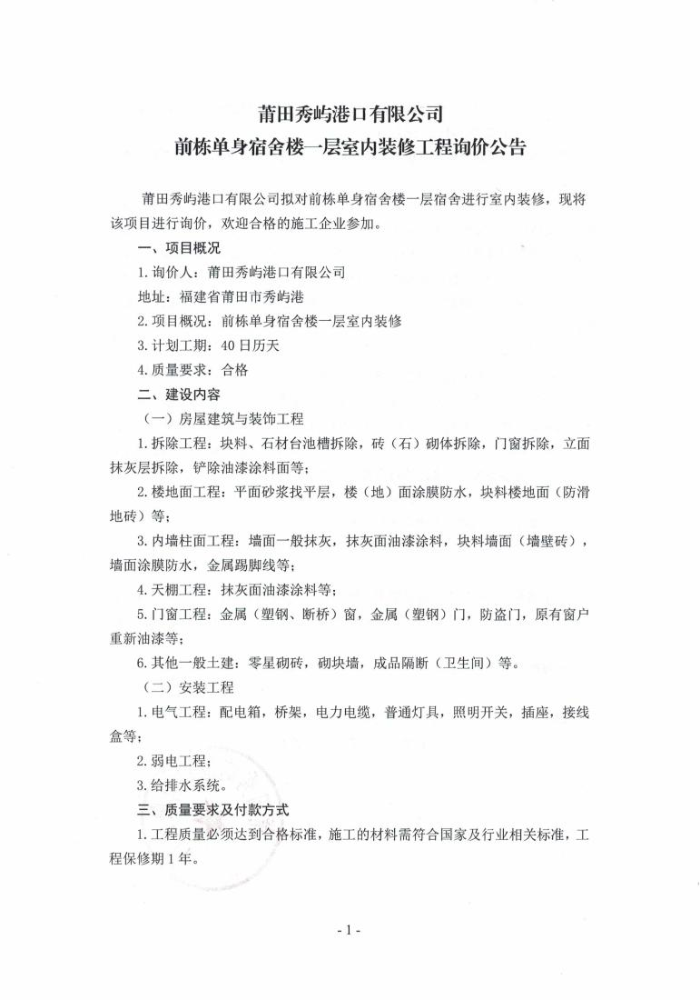 莆田秀屿港口有限公司
前栋单身宿舍楼一层室内装修工程询价公告
莆田秀屿港口有限公司拟对前栋单身宿舍楼一层宿舍进行室内装修，现将
该项目进行询价，欢迎合格的施工企业参加。
一、项目概况
1.询价人：莆田秀屿港口有限公司
地址：福建省莆田市秀屿港
2.项目概况：前栋单身宿舍楼一层室内装修
3.计划工期：40日历天
4.质量要求：合格
二、建设内容
（一）房屋建筑与装饰工程
1.拆除工程：块料、石材台池槽拆除，砖（石）砌体拆除，门窗拆除，立面
抹灰层拆除，铲除油漆涂料面等；
2.楼地面工程：平面砂浆找平层，楼（地）面涂膜防水，块料楼地面（防滑
地砖）等；
3.内墙柱面工程：墙面一般抹灰，抹灰面油漆涂料，块料墙面（墙壁砖），
墙面涂膜防水，金属踢脚线等；
4.天棚工程：抹灰面油漆涂料等；
5.门窗工程：金属（塑钢、断桥）窗，金属（塑钢）门，防盗门，原有窗户
重新油漆等；
6.其他一般土建：零星砌砖，砌块墙，成品隔断（卫生间）等。
（二）安装工程
1.电气工程：配电箱，桥架，电力电缆，普通灯具，照明开关，插座，接线
盒等；
2.弱电工程；
3.给排水系统。
三、质量要求及付款方式
1.工程质量必须达到合格标准，施工的材料需符合国家及行业相关标准，工
程保修期1年。
- 1 -